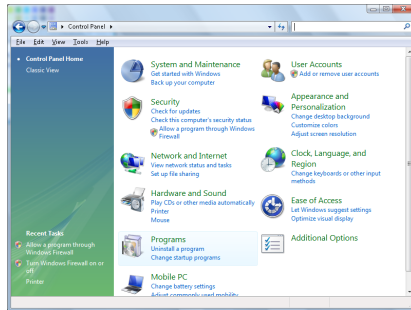 Control Panel
File Edit View Tools Help
Control Panel Home
Classic View
Recent Tasks
Allow a program through
Windows Firewall
Turn Windows Firewall on or
off
Printer
System and Maintenance
Get started with Windows
Back up your computer
Security
Check for updates
Check this computer's security status
Allow a program through Windows
Firewall
Network and Internet
View network status and tasks
Set up file sharing
Hardware and Sound
Play CDs or other media automatically
Printer
Mouse
Programs
Uninstall a program
Change startup programs
Mobile PC
Change battery settings
Adjust commonly used mobility
User Accounts
Add or remove user accounts
Appearance and
Personalization
Change desktop background
Customize colors
Adjust screen resolution
Clock, Language, and
Region
Change keyboards or other input
methods
Ease of Access
Let Windows suggest settings
Optimize visual display
Additional Options